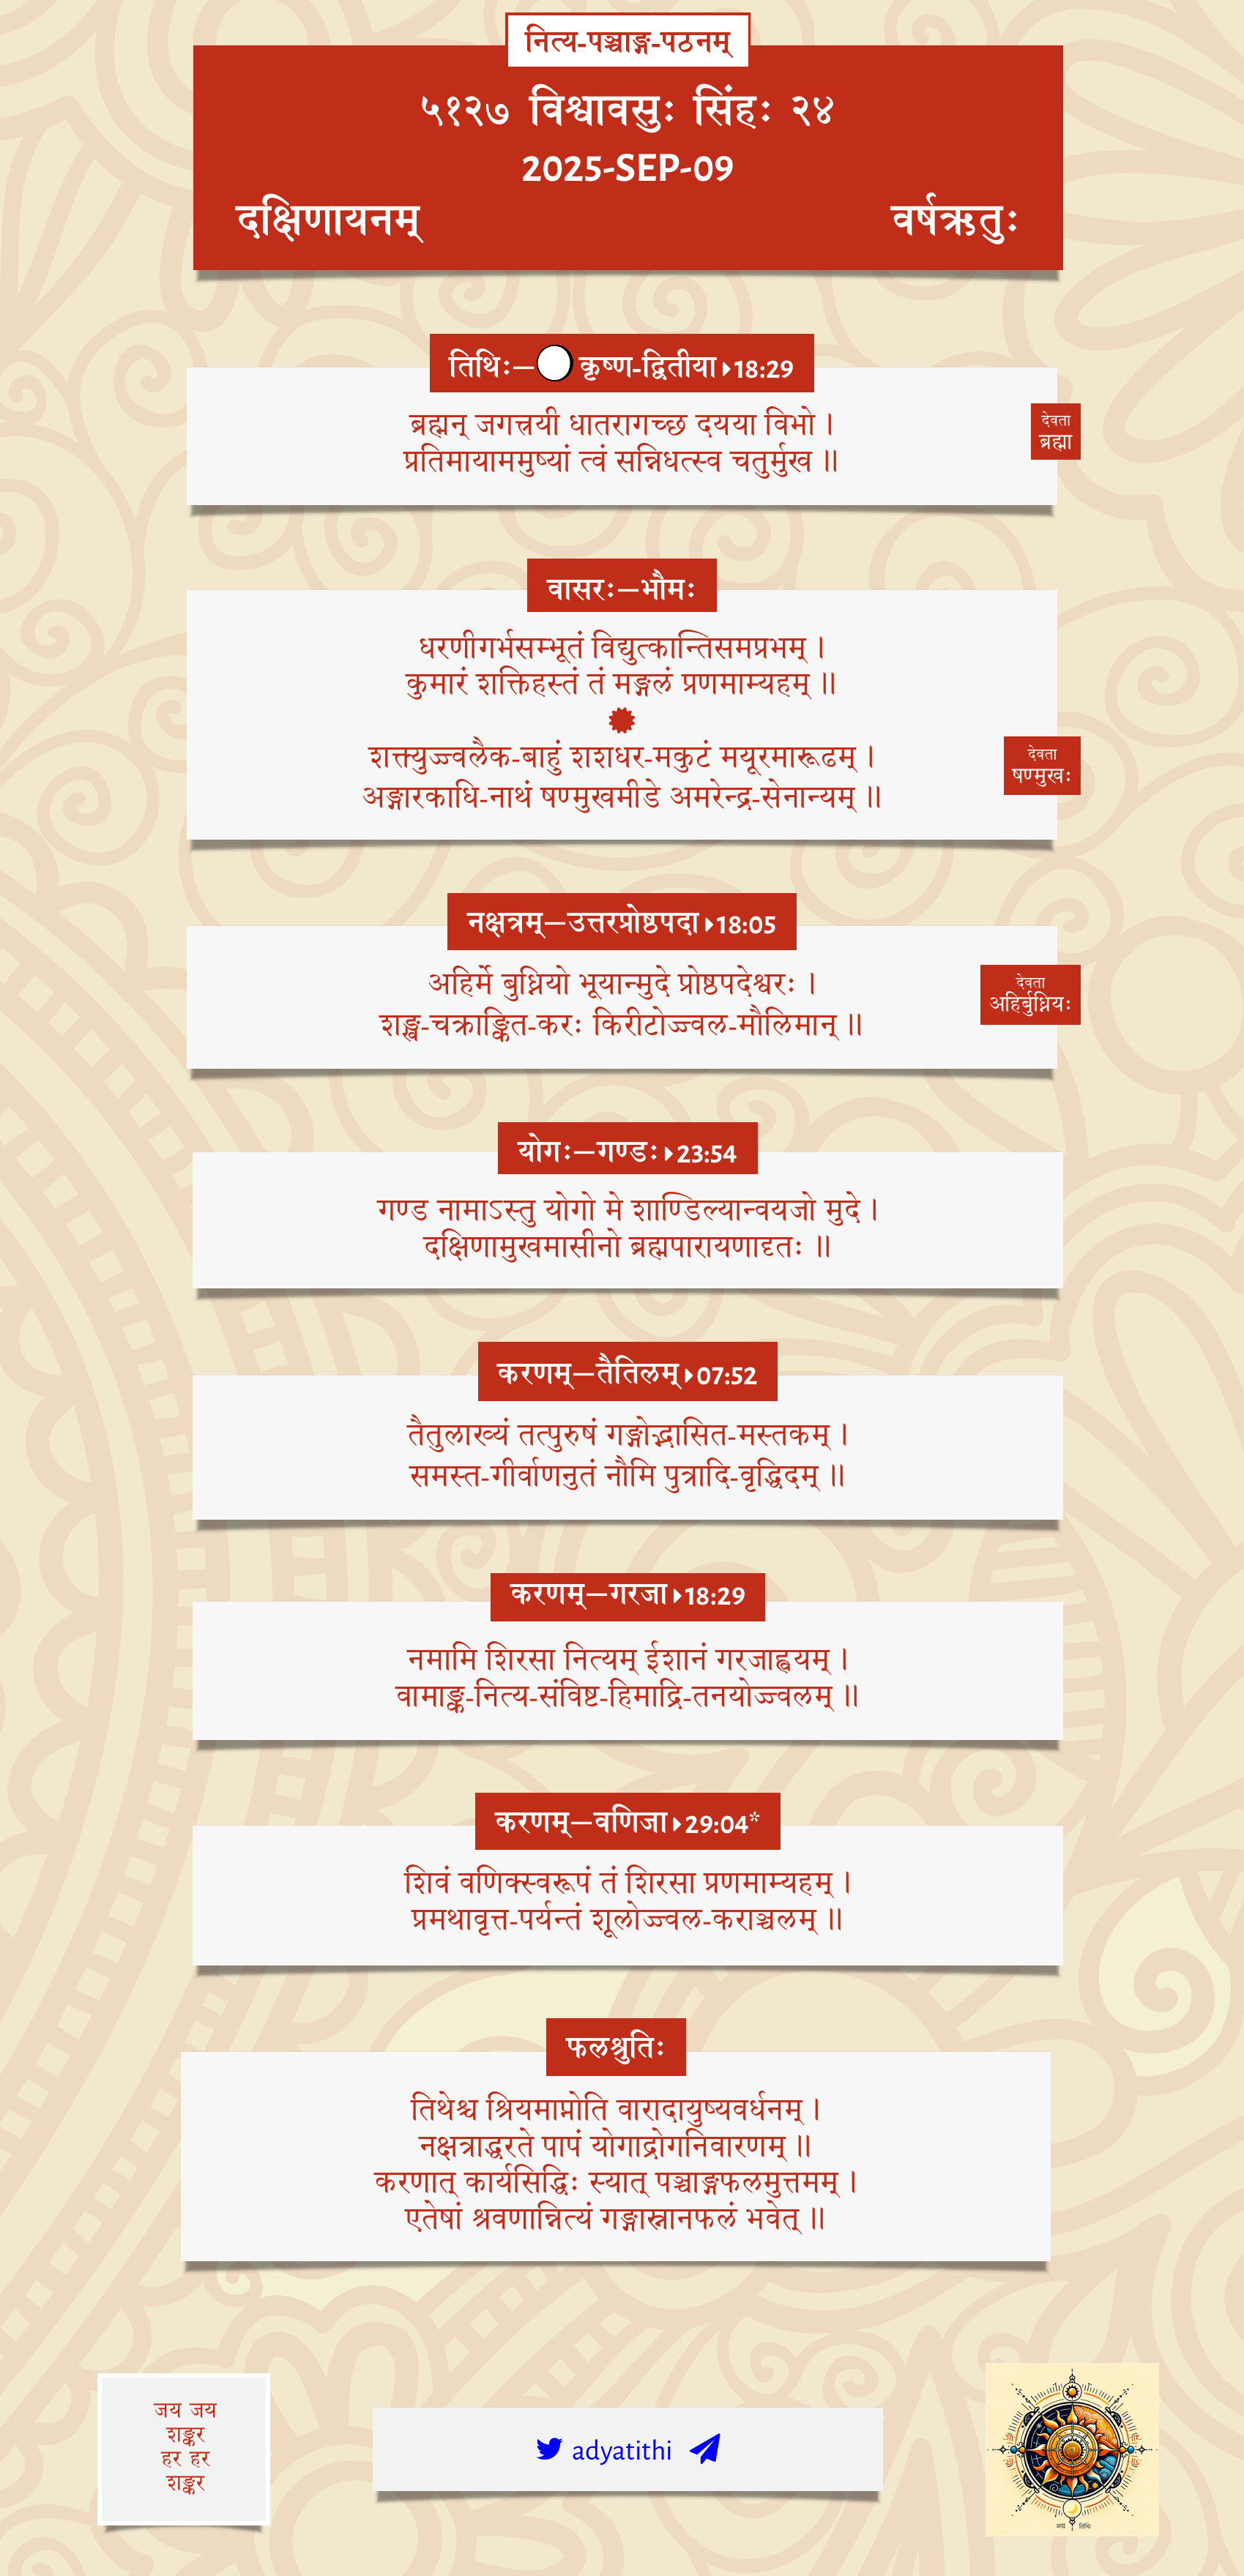 नित्य-पञ्चाङ्ग-पठनम्
५१२७ विश्वावसुः सिंहः २४
2025-SEP-09
दक्षिणायनम् वर्षऋतुः
तिथिः— कृष्ण-द्वितीया 18:29
ब्रह्मन् जगत्त्रयी धातरागच्छ दयया विभो ।
प्रतिमायाममुष्यां त्वं सन्निधत्स्व चतुर्मुख ॥
देवता
ब्रह्मा
वासरः—भौमः
धरणीगर्भसम्भूतं विद्युत्कान्तिसमप्रभम् ।
कुमारं शक्तिहस्तं तं मङ्गलं प्रणमाम्यहम् ॥
शक्त्युज्ज्वलैक-बाहुं शशधर-मकुटं मयूरमारूढम् ।
अङ्गारकाधि-नाथं षण्मुखमीडे अमरेन्द्र-सेनान्यम् ॥
देवता
षण्मुखः
नक्षत्रम्—उत्तरप्रोष्ठपदा 18:05
अहिर्मे बुध्नियो भूयान्मुदे प्रोष्ठपदेश्वरः ।
शङ्ख-चक्राङ्कित-करः किरीटोज्ज्वल-मौलिमान् ॥
देवता
अहिर्बुध्नियः
योगः—गण्डः 23:54
गण्ड नामाऽस्तु योगो मे शाण्डिल्यान्वयजो मुदे ।
दक्षिणामुखमासीनो ब्रह्मपारायणादृतः ॥
करणम्—तैतिलम् 07:52
तैतुलाख्यं तत्पुरुषं गङ्गोद्भासित-मस्तकम् ।
समस्त-गीर्वाणनुतं नौमि पुत्रादि-वृद्धिदम् ॥
करणम्—गरजा 18:29
नमामि शिरसा नित्यम् ईशानं गरजाह्वयम् ।
वामाङ्क-नित्य-संविष्ट-हिमाद्रि-तनयोज्ज्वलम् ॥
करणम्—वणिजा 29:04*
शिवं वणिक्स्वरूपं तं शिरसा प्रणमाम्यहम् ।
प्रमथावृत्त-पर्यन्तं शूलोज्ज्वल-कराञ्चलम् ॥
फलश्रुतिः
तिथेश्च श्रियमाप्नोति वारादायुष्यवर्धनम् ।
नक्षत्राद्धरते पापं योगाद्रोगनिवारणम् ॥
करणात् कार्यसिद्धिः स्यात् पञ्चाङ्गफलमुत्तमम् ।
एतेषां श्रवणान्नित्यं गङ्गास्नानफलं भवेत् ॥
जय जय
शङ्कर
हर हर
शङ्कर
adyatithi
अद्य तिथिः